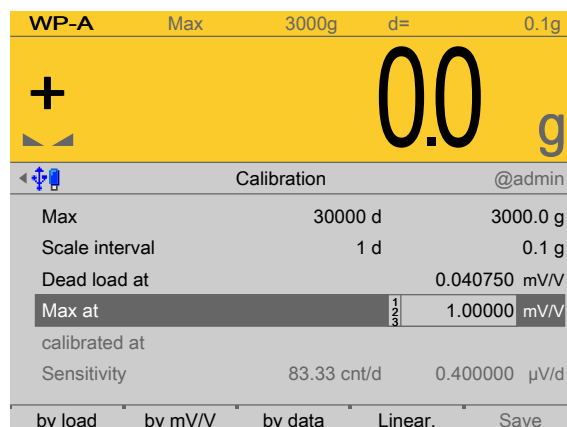 WP-A Max 3000g d= 0.1g
+ 0.0 g
Calibration @admin
Max 30000 d 3000.0 g
Scale interval 1 d 0.1 g
Dead load at 0.040750 mV/V
Max at 123 1.00000 mV/V
calibrated at
Sensitivity 83.33 cnt/d 0.400000 µV/d
by load by mV/V by data Linear. Save